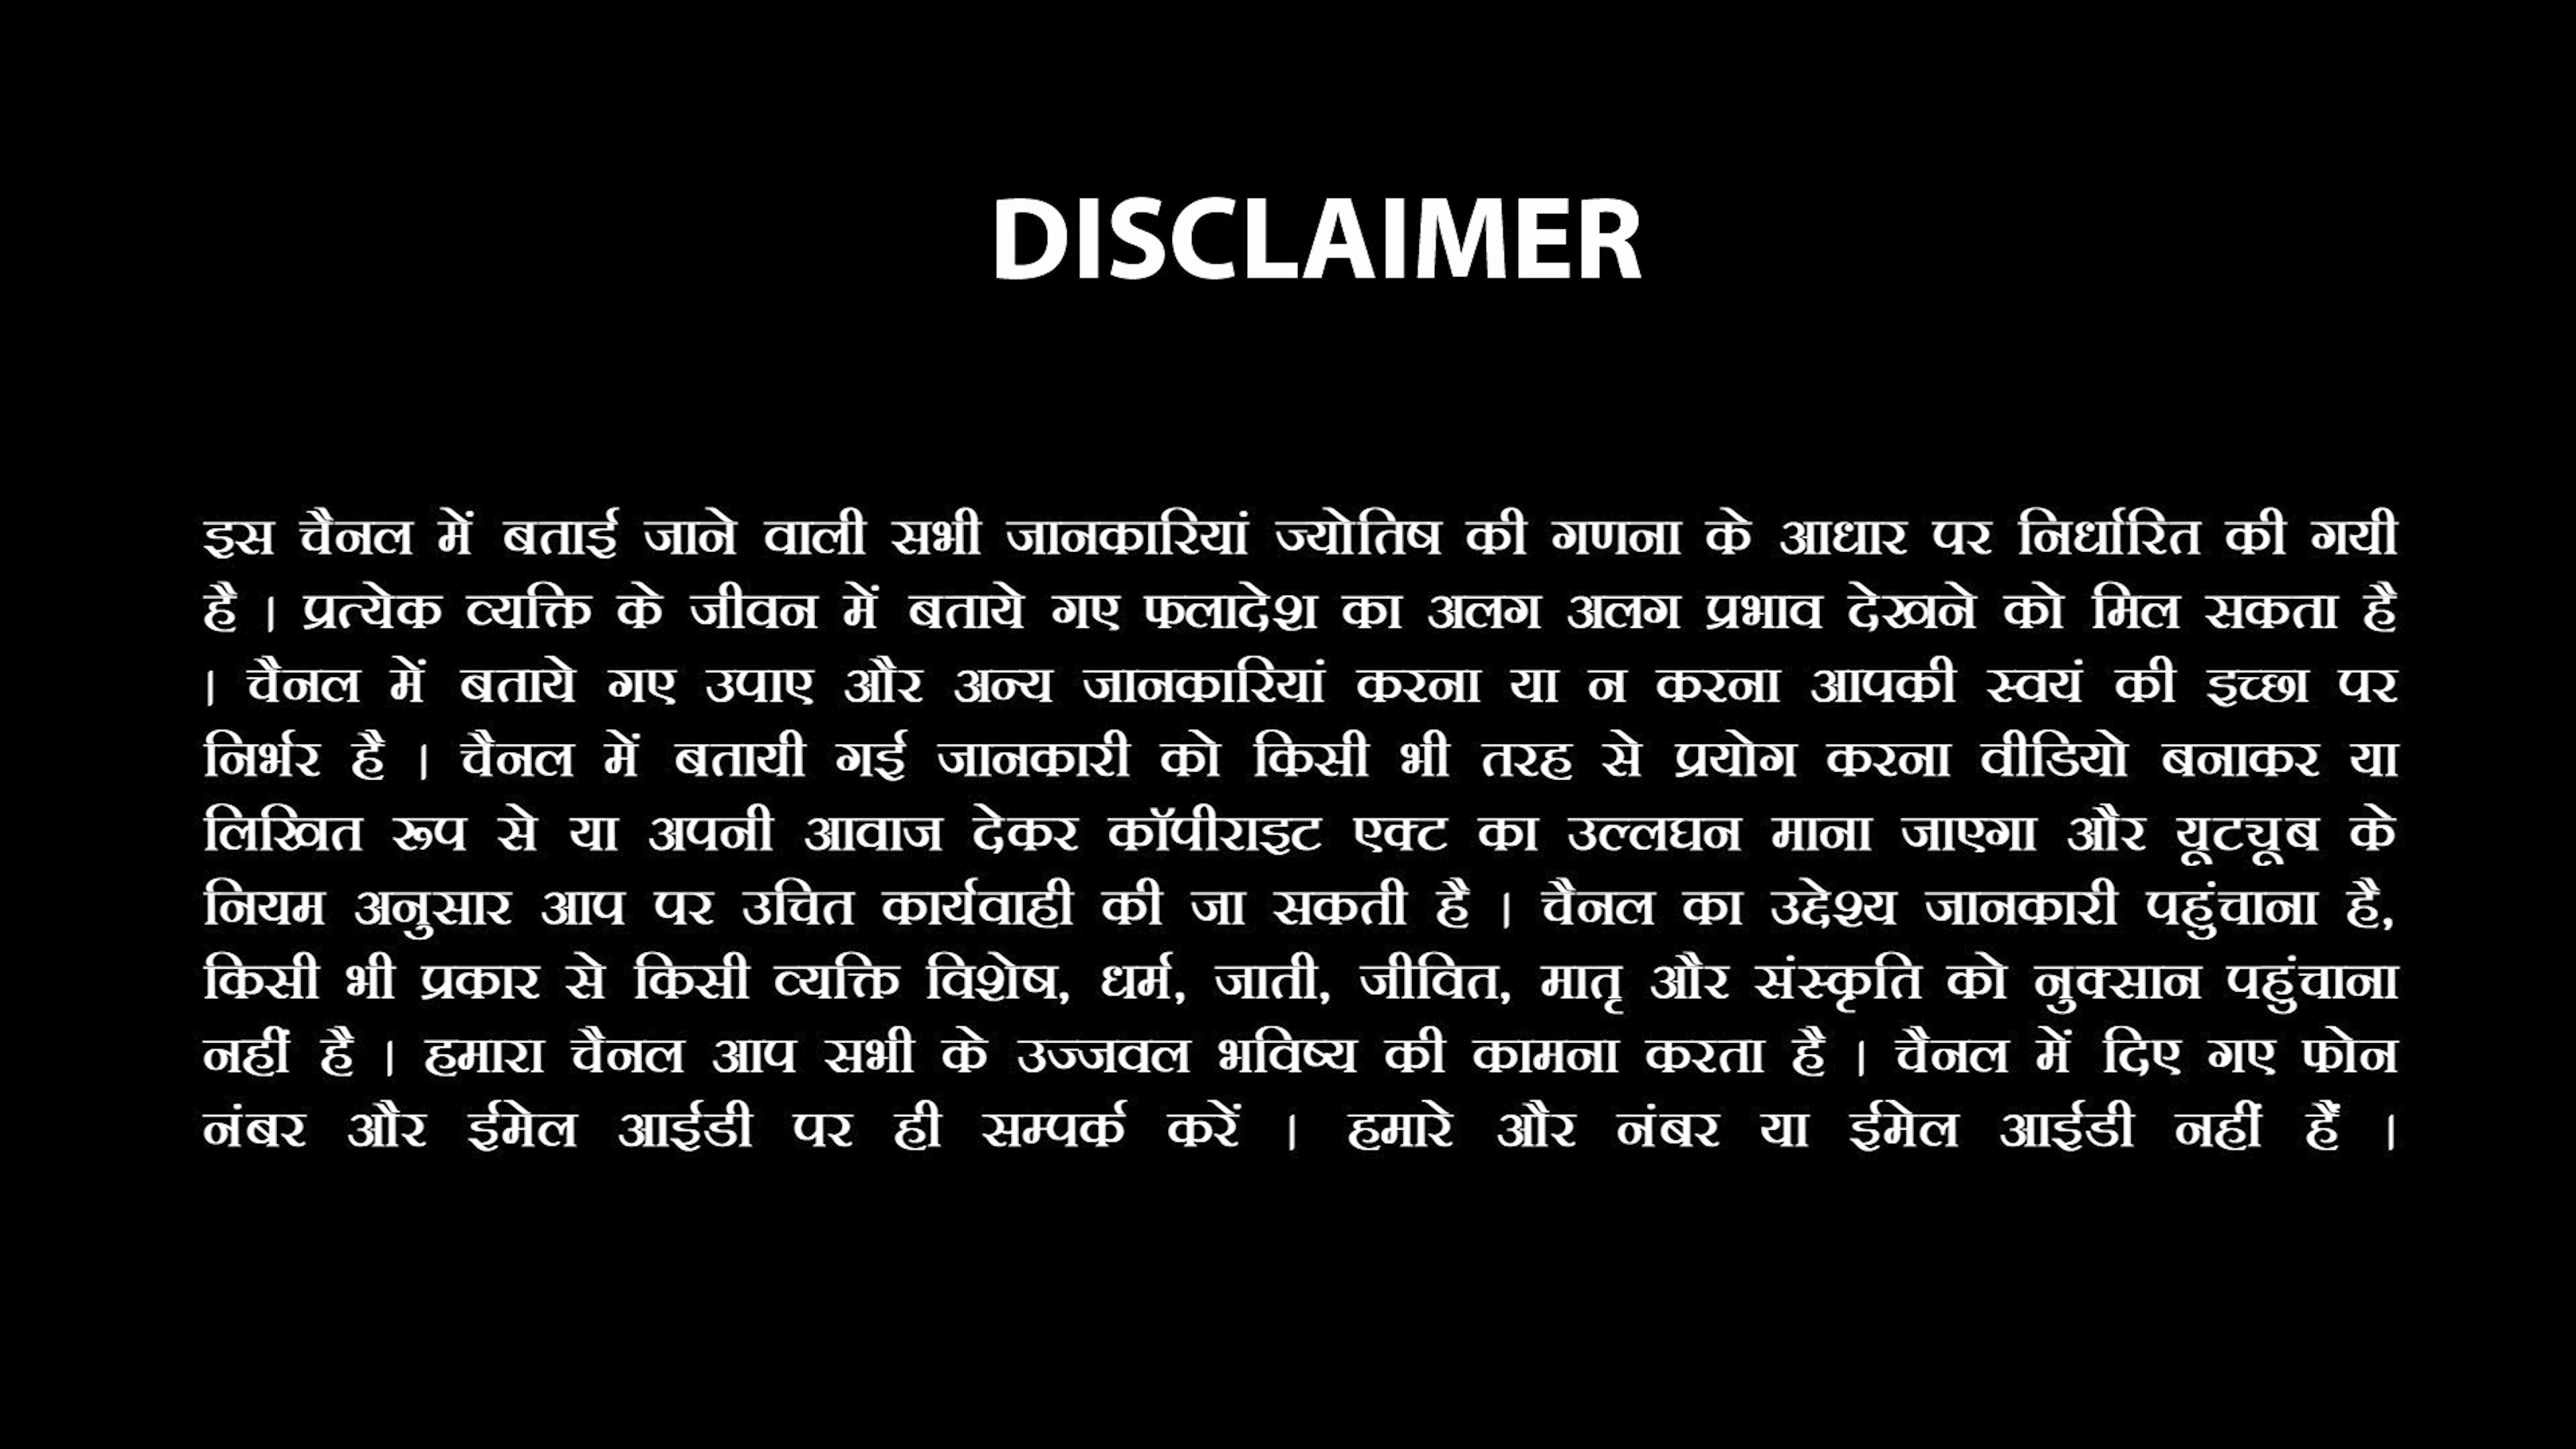 DISCLAIMER
इस चैनल में बताई जाने वाली सभी जानकारियां ज्योतिष की गणना के आधार पर निर्धारित की गयी
है । प्रत्येक व्यक्ति के जीवन में बताये गए फलादेश का अलग अलग प्रभाव देखने को मिल सकता है
। चैनल में बताये गए उपाए और अन्य जानकारियां करना या न करना आपकी स्वयं की इच्छा पर
निर्भर है । चैनल में बतायी गई जानकारी को किसी भी तरह से प्रयोग करना वीडियो बनाकर या
लिखित रूप से या अपनी आवाज देकर कॉपीराइट एक्ट का उल्लघन माना जाएगा और यूट्यूब के
नियम अनुसार आप पर उचित कार्यवाही की जा सकती है । चैनल का उद्देश्य जानकारी पहुंचाना है,
किसी भी प्रकार से किसी व्यक्ति विशेष, धर्म, जाती, जीवित, मातृ और संस्कृति को नुक्सान पहुंचाना
नहीं है । हमारा चैनल आप सभी के उज्जवल भविष्य की कामना करता है । चैनल में दिए गए फोन
नंबर और ईमेल आईडी पर ही सम्पर्क करें । हमारे और नंबर या ईमेल आईडी नहीं हैं ।